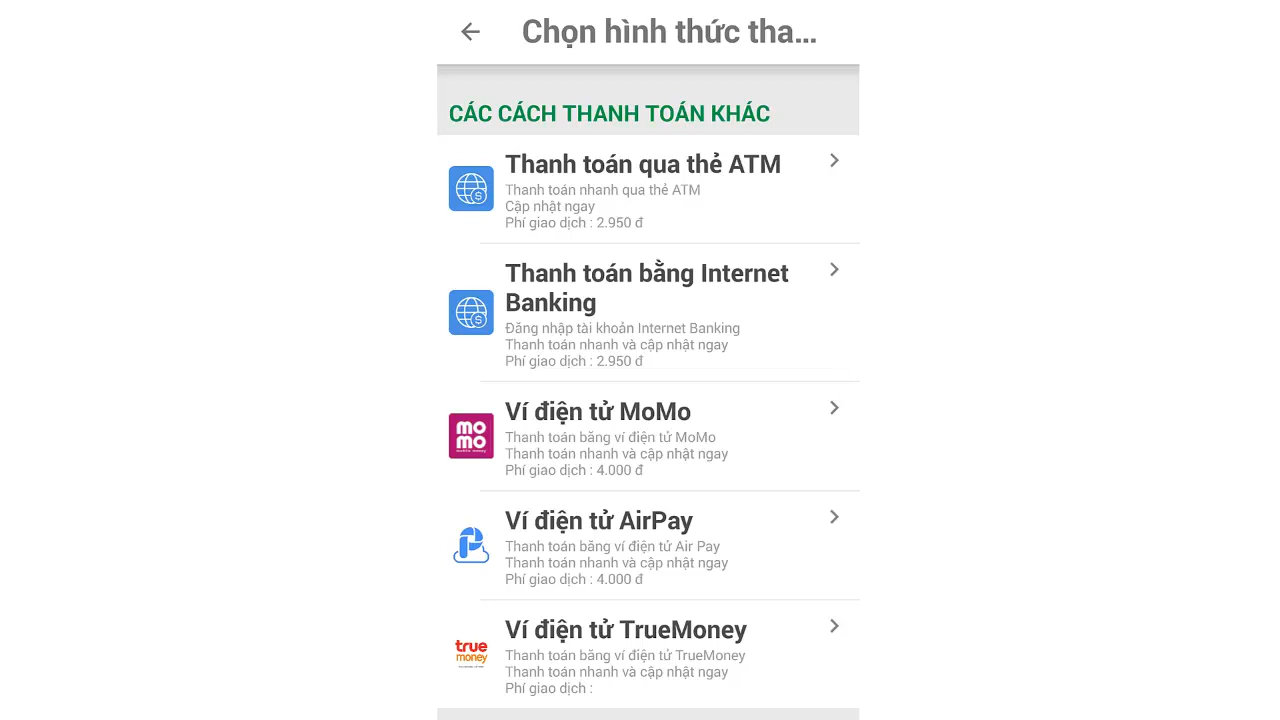 Chọn hình thức tha...
CÁC CÁCH THANH TOÁN KHÁC
Thanh toán qua thẻ ATM
Thanh toán nhanh qua thẻ ATM
Cập nhật ngay
Phí giao dịch : 2.950 đ
Thanh toán bằng Internet
Banking
Đăng nhập tài khoản Internet Banking
Thanh toán nhanh và cập nhật ngay
Phí giao dịch : 2.950 đ
momo
mobile money
Ví điện tử MoMo
Thanh toán băng ví điện tử MoMo
Thanh toán nhanh và cập nhật ngay
Phí giao dịch : 4.000 đ
Ví điện tử AirPay
Thanh toán băng ví điện tử Air Pay
Thanh toán nhanh và cập nhật ngay
Phí giao dịch : 4.000 đ
true
money
Ví điện tử TrueMoney
Thanh toán băng ví điện tử TrueMoney
Thanh toán nhanh và cập nhật ngay
Phí giao dịch :